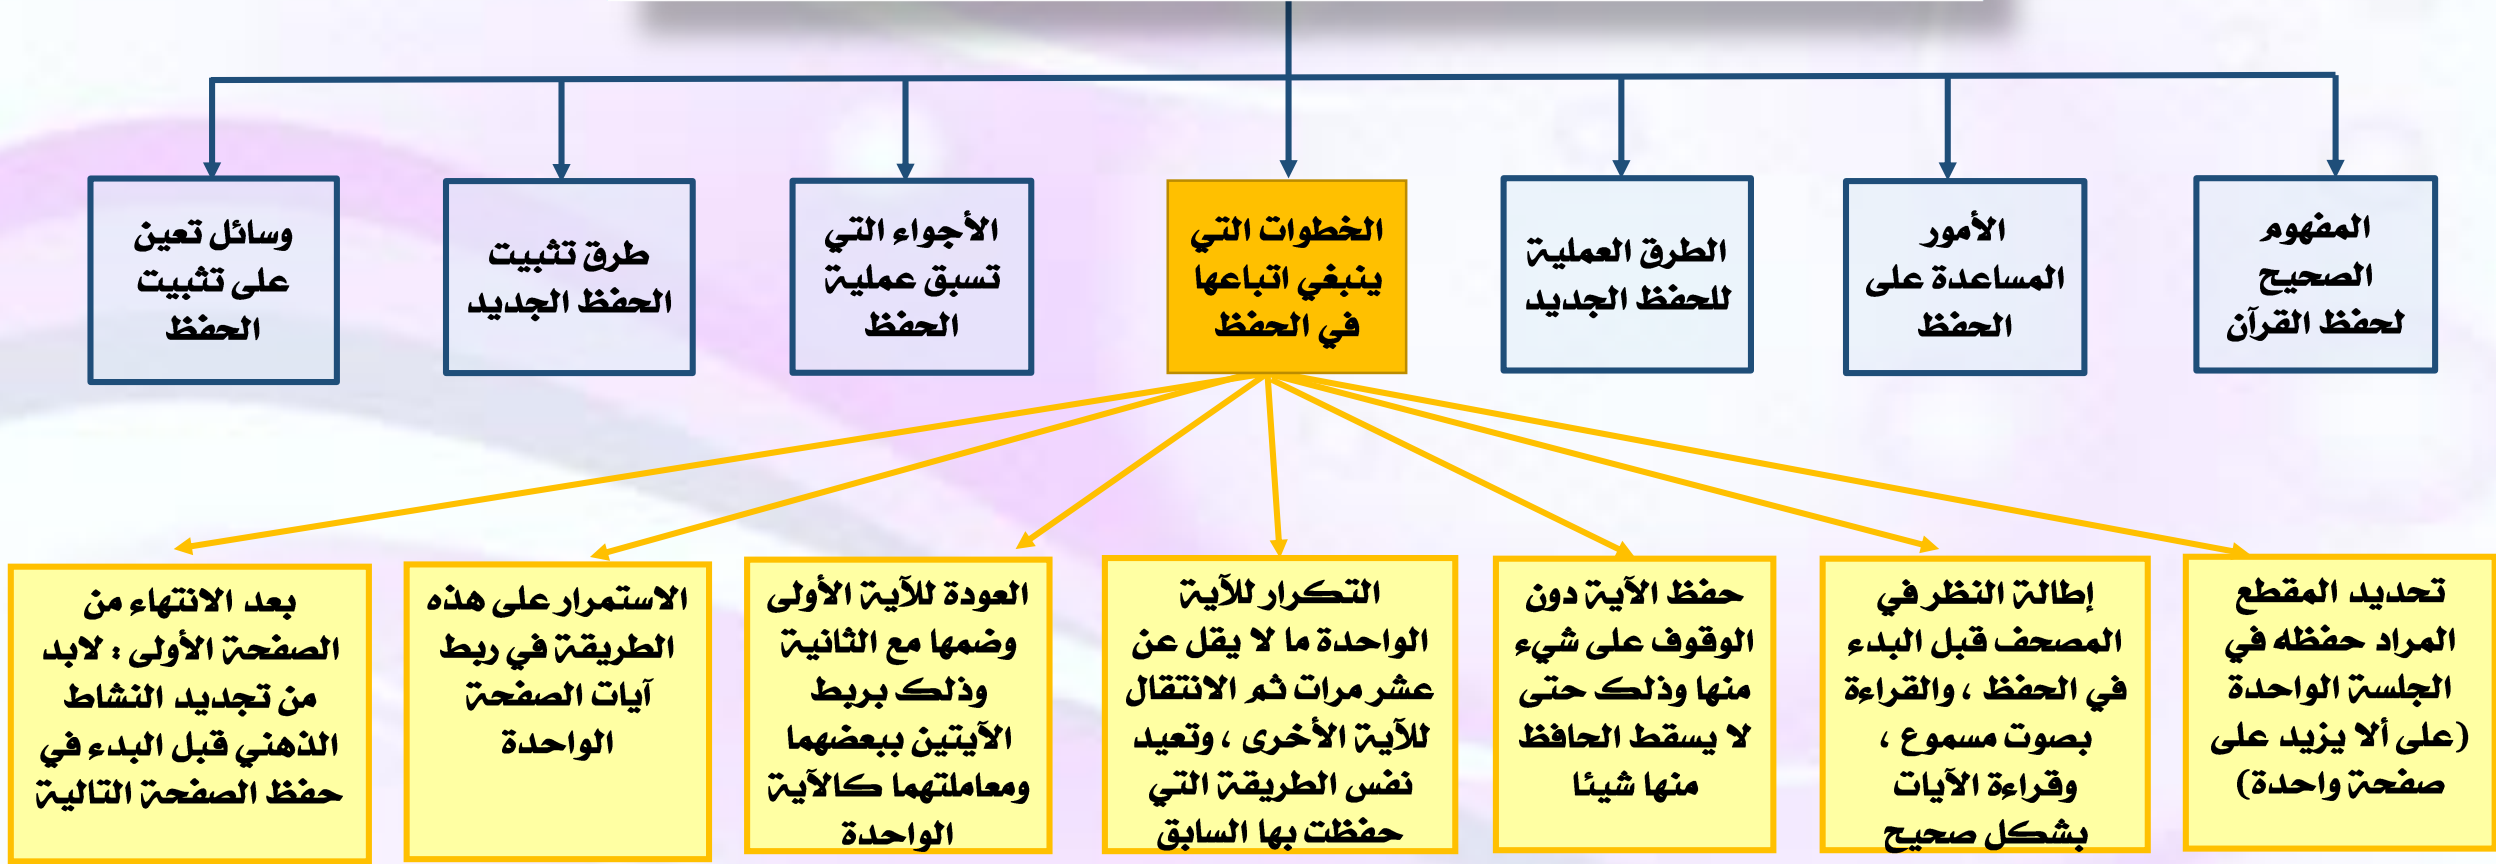 المفهوم
الصحيح
لحفظ القرآن
الأمور
المساعدة على
الحفظ
الطرق العملية
للحفظ الجديد
الخطوات التي
ينبغي اتباعها
في الحفظ
الأجواء التي
تسبق عملية
الحفظ
طرق تثبيت
الحفظ الجديد
وسائل تعين
على تثبيت
الحفظ
تحديد المقطع
المراد حفظه في
الجلسة الواحدة
(على ألا يزيد على
صفحة واحدة)
إطالة النظر في
المصحف قبل البدء
في الحفظ ، والقراءة
بصوت مسموع ،
وقراءة الآيات
بشكل صحيح
حفظ الآية دون
الوقوف على شيء
منها وذلك حتى
لا يسقط الحافظ
منها شيئا
التكرار للآية
الواحدة ما لا يقل عن
عشر مرات ثم الانتقال
للآية الأخرى ، وتعيد
نفس الطريقة التي
حفظت بها السابق
العودة للآية الأولى
وضمها مع الثانية
وذلك بربط
الآيتين ببعضهما
ومعاملتهما كالآية
الواحدة
الاستمرار على هذه
الطريقة في ربط
آيات الصفحة
الواحدة
بعد الانتهاء من
الصفحة الأولى : لابد
من تجديد النشاط
الذهني قبل البدء في
حفظ الصفحة التالية